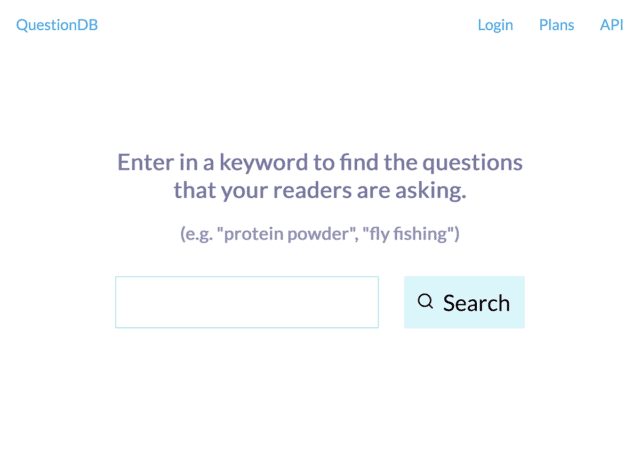 QuestionDB
Login Plans API
Enter in a keyword to find the questions
that your readers are asking.
(e.g. "protein powder", "fly fishing")
Search